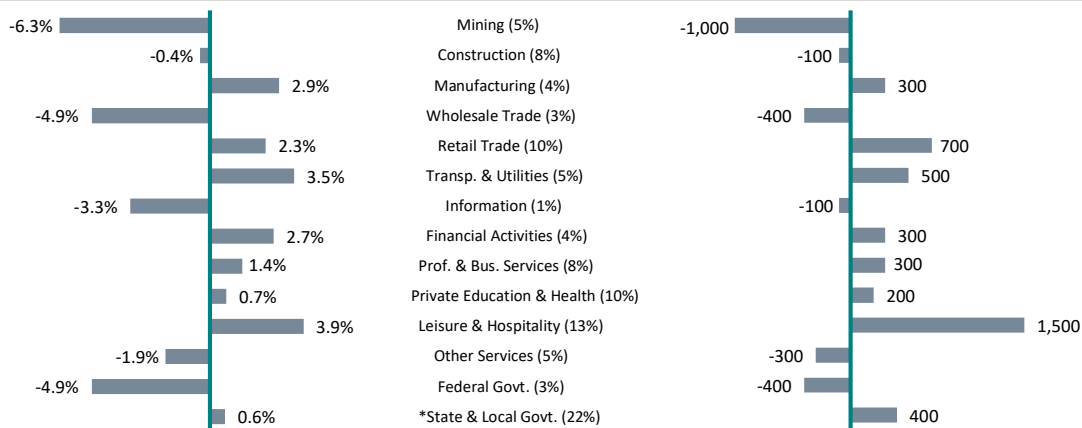 -6.3% Mining (5%) -1,000
-0.4% Construction (8%) -100
2.9% Manufacturing (4%) 300
-4.9% Wholesale Trade (3%) -400
2.3% Retail Trade (10%) 700
3.5% Transp. & Utilities (5%) 500
-3.3% Information (1%) -100
2.7% Financial Activities (4%) 300
1.4% Prof. & Bus. Services (8%) 300
0.7% Private Education & Health (10%) 200
3.9% Leisure & Hospitality (13%) 1,500
-1.9% Other Services (5%) -300
-4.9% Federal Govt. (3%) -400
0.6% *State & Local Govt. (22%) 400